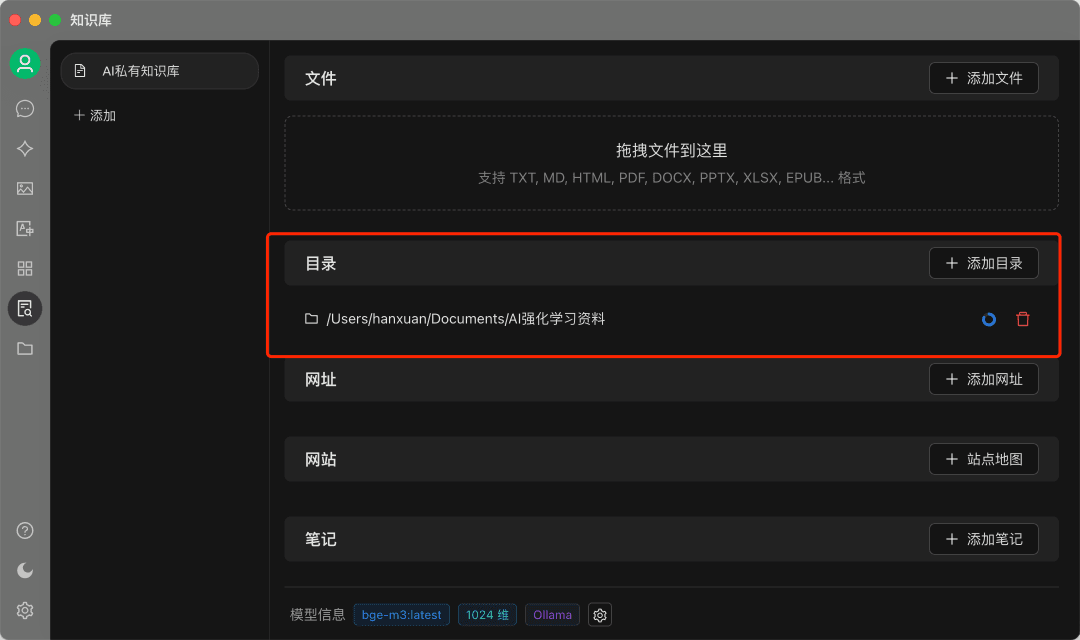 知识库
AI私有知识库
添加
文件
添加文件
拖拽文件到这里
支持 TXT, MD, HTML, PDF, DOCX, PPTX, XLSX, EPUB... 格式
目录
添加目录
/Users/hanxuan/Documents/AI强化学习资料
网址
添加网址
网站
站点地图
笔记
添加笔记
模型信息 bge-m3:latest 1024 维 Ollama